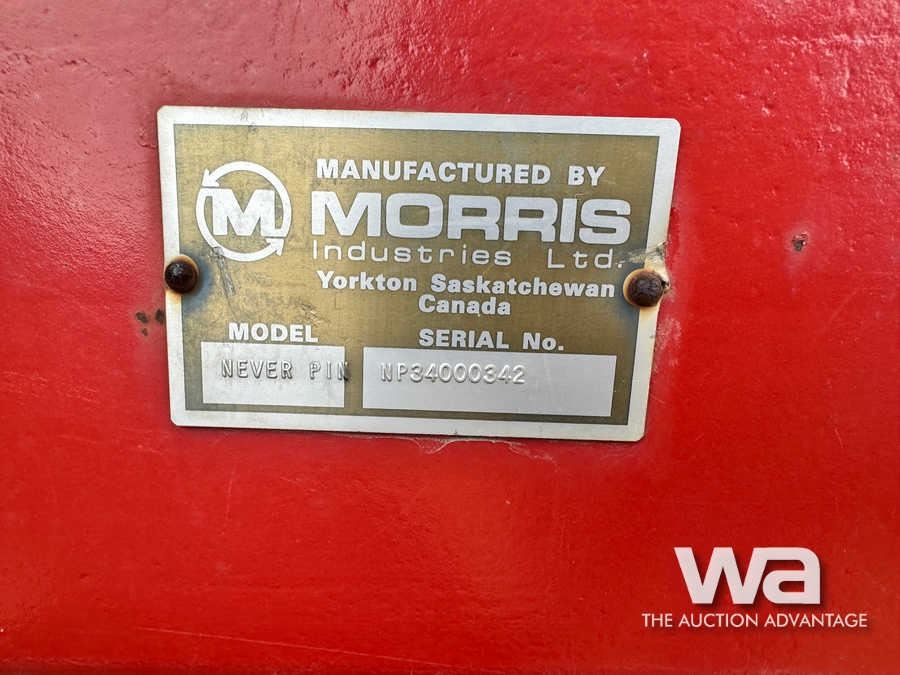 MANUFACTURED BY
M
MORRIS
Industries Ltd.
Yorkton Saskatchewan
Canada
MODEL
SERIAL No.
NEVER PIN
NP34000342
wa
THE AUCTION ADVANTAGE